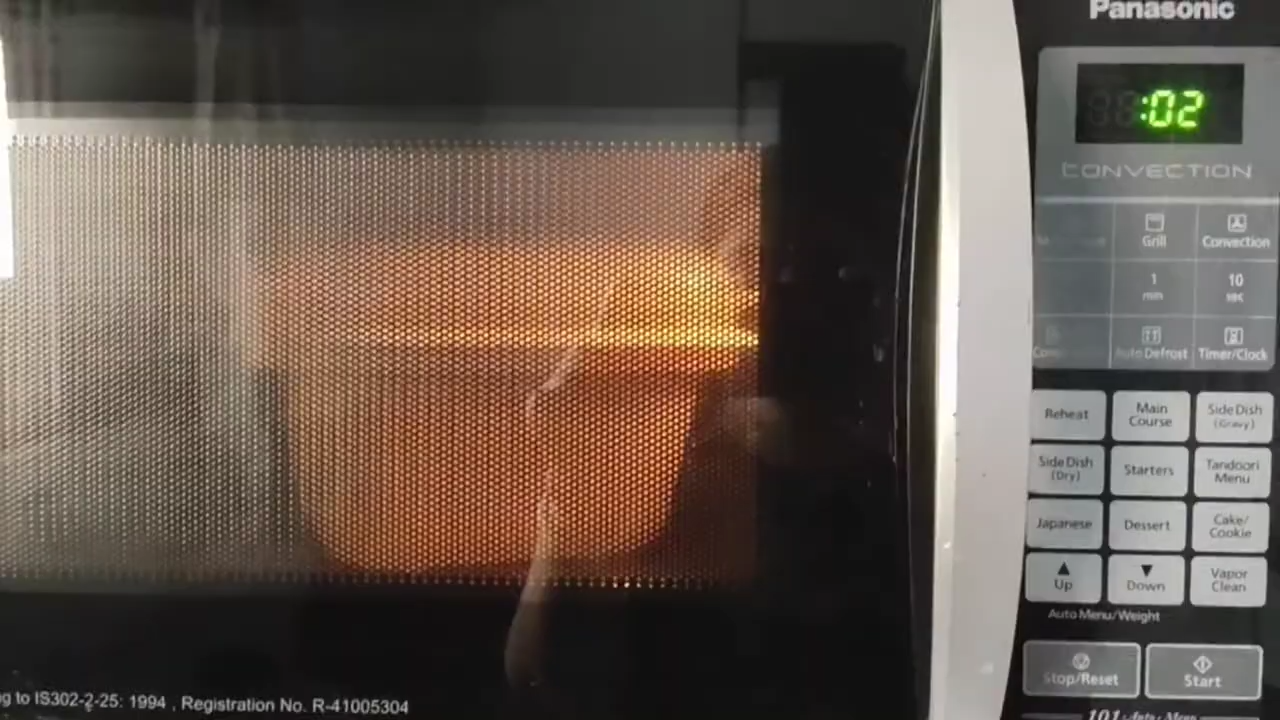 Panasonic
:02
CONVECTION
Grill
Convection
1
min
10
sec
Auto Defrost
Timer/Clock
Reheat
Main
Course
Side Dish
(Gravy)
Side Dish
(Dry)
Starters
Tandoori
Menu
Japanese
Dessert
Cake/
Cookie
Up
Down
Vapor
Clean
Auto Menu/Weight
Stop/Reset
Start
101
g to IS302-2-25: 1994 , Registration No. R-41005304